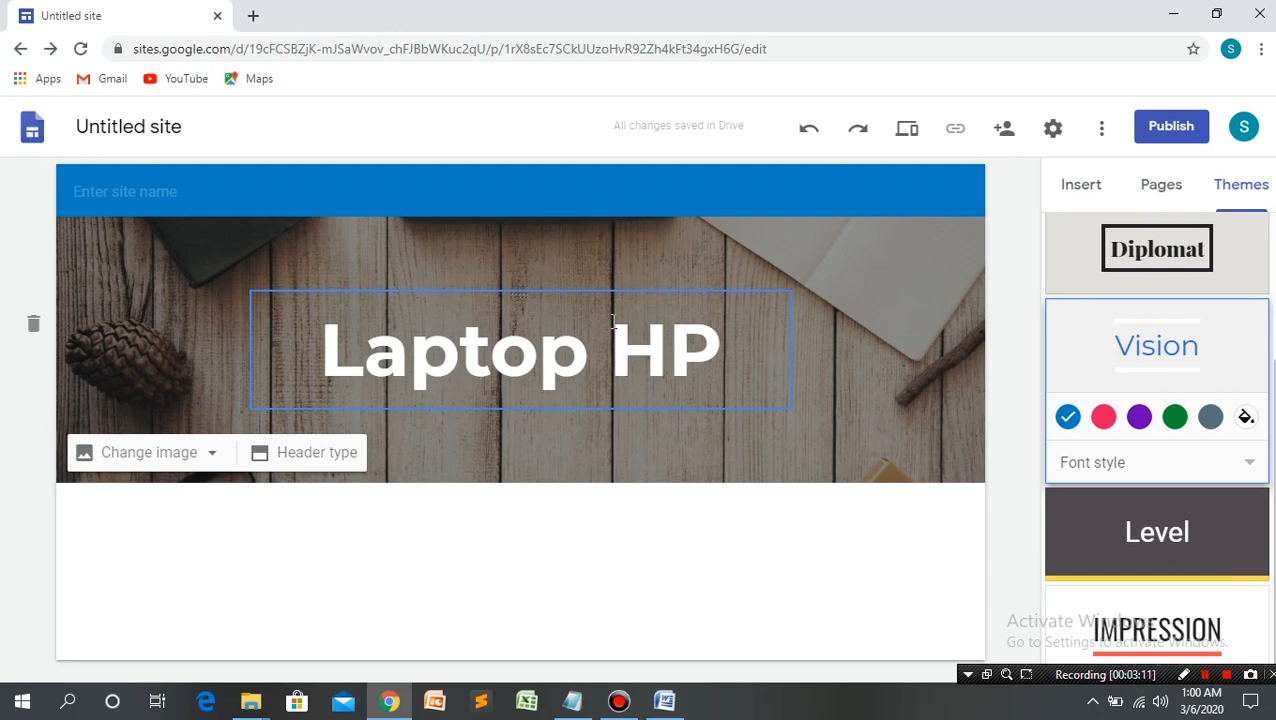 Untitled site
sites.google.com/d/19cFCSBZjK-mJSaWvov_chFJBbWKuc2qU/p/1rX8sEc7SCkUUzoHvR92Zh4kFt34gxH6G/edit
S
Apps
Gmail
YouTube
Maps
Untitled site
All changes saved in Drive
Publish
S
Enter site name
Insert
Pages
Themes
Diplomat
Laptop HP
Vision
Change image
Header type
Font style
Level
IMPRESSION
Activate Windows
Go to Settings to activate Windows.
Recording [00:03:11]
1:00 AM
3/6/2020